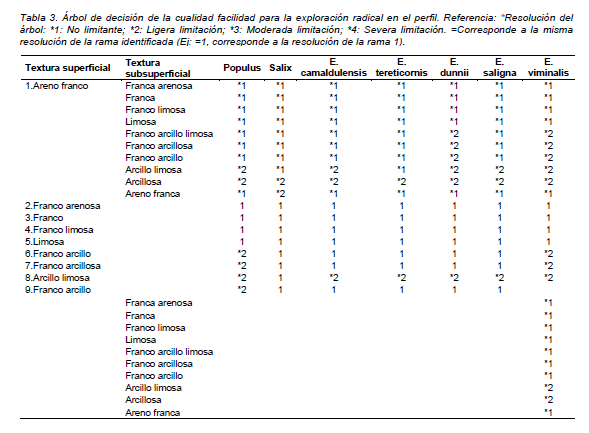 Tabla 3. Árbol de decisión de la cualidad facilidad para la exploración radical en el perfil. Referencia: “Resolución del
árbol: *1: No limitante; *2: Ligera limitación; *3: Moderada limitación; *4: Severa limitación. =Corresponde a la misma
resolución de la rama identificada (Ej: =1, corresponde a la resolución de la rama 1).
Textura superficial Textura subsuperficial Populus Salix E. camaldulensis E. tereticornis E. dunnii E. saligna E. viminalis
1.Areno franco Franca arenosa *1 *1 *1 *1 *1 *1 *1
Franca *1 *1 *1 *1 *1 *1 *1
Franco limosa *1 *1 *1 *1 *1 *1 *1
Limosa *1 *1 *1 *1 *1 *1 *1
Franco arcillo limosa *1 *1 *1 *1 *2 *1 *2
Franco arcillosa *1 *1 *1 *1 *2 *1 *2
Franco arcillo *1 *1 *1 *1 *2 *1 *2
Arcillo limosa *2 *1 *2 *1 *2 *2 *2
Arcillosa *2 *2 *2 *2 *2 *2 *2
Areno franca *1 *2 *1 *1 *1 *1 *1
2.Franco arenosa 1 1 1 1 1 1 1
3.Franco 1 1 1 1 1 1 1
4.Franco limosa 1 1 1 1 1 1 1
5.Limosa 1 1 1 1 1 1 1
6.Franco arcillo *2 1 1 1 1 1 *2
7.Franco arcillosa *2 1 1 1 1 1 *2
8.Arcillo limosa *2 1 *2 *2 *2 *2 *2
9.Franco arcillo *2 1 1 1 1 1
Franca arenosa *1
Franca *1
Franco limosa *1
Limosa *1
Franco arcillo limosa *1
Franco arcillosa *1
Franco arcillo *1
Arcillo limosa *2
Arcillosa *2
Areno franca *1